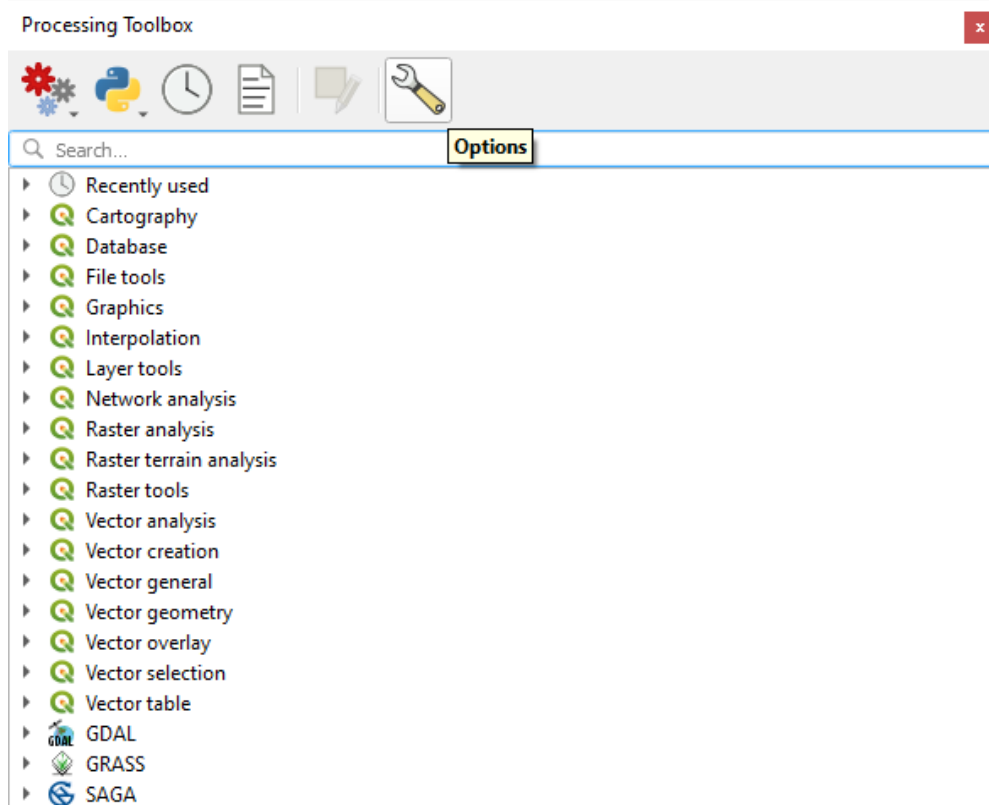 Processing Toolbox
x
Search...
Options
Recently used
Cartography
Database
File tools
Graphics
Interpolation
Layer tools
Network analysis
Raster analysis
Raster terrain analysis
Raster tools
Vector analysis
Vector creation
Vector general
Vector geometry
Vector overlay
Vector selection
Vector table
GDAL GDAL
GRASS
SAGA